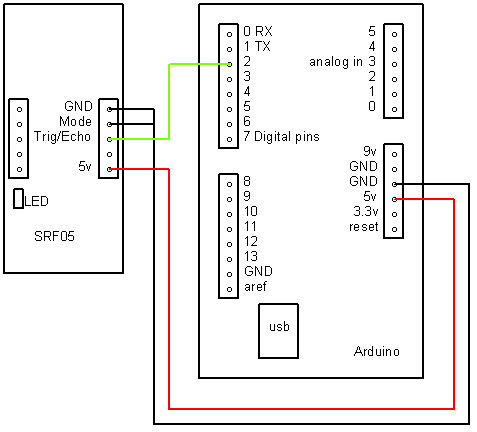 GND
Mode
Trig/Echo
5v
LED
SRF05
0 RX
1 TX
2
3
4
5
6
7 Digital pins
8
9
10
11
12
13
GND
aref
usb
5
4
analog in 3
2
1
0
9v
GND
GND
5v
3.3v
reset
Arduino